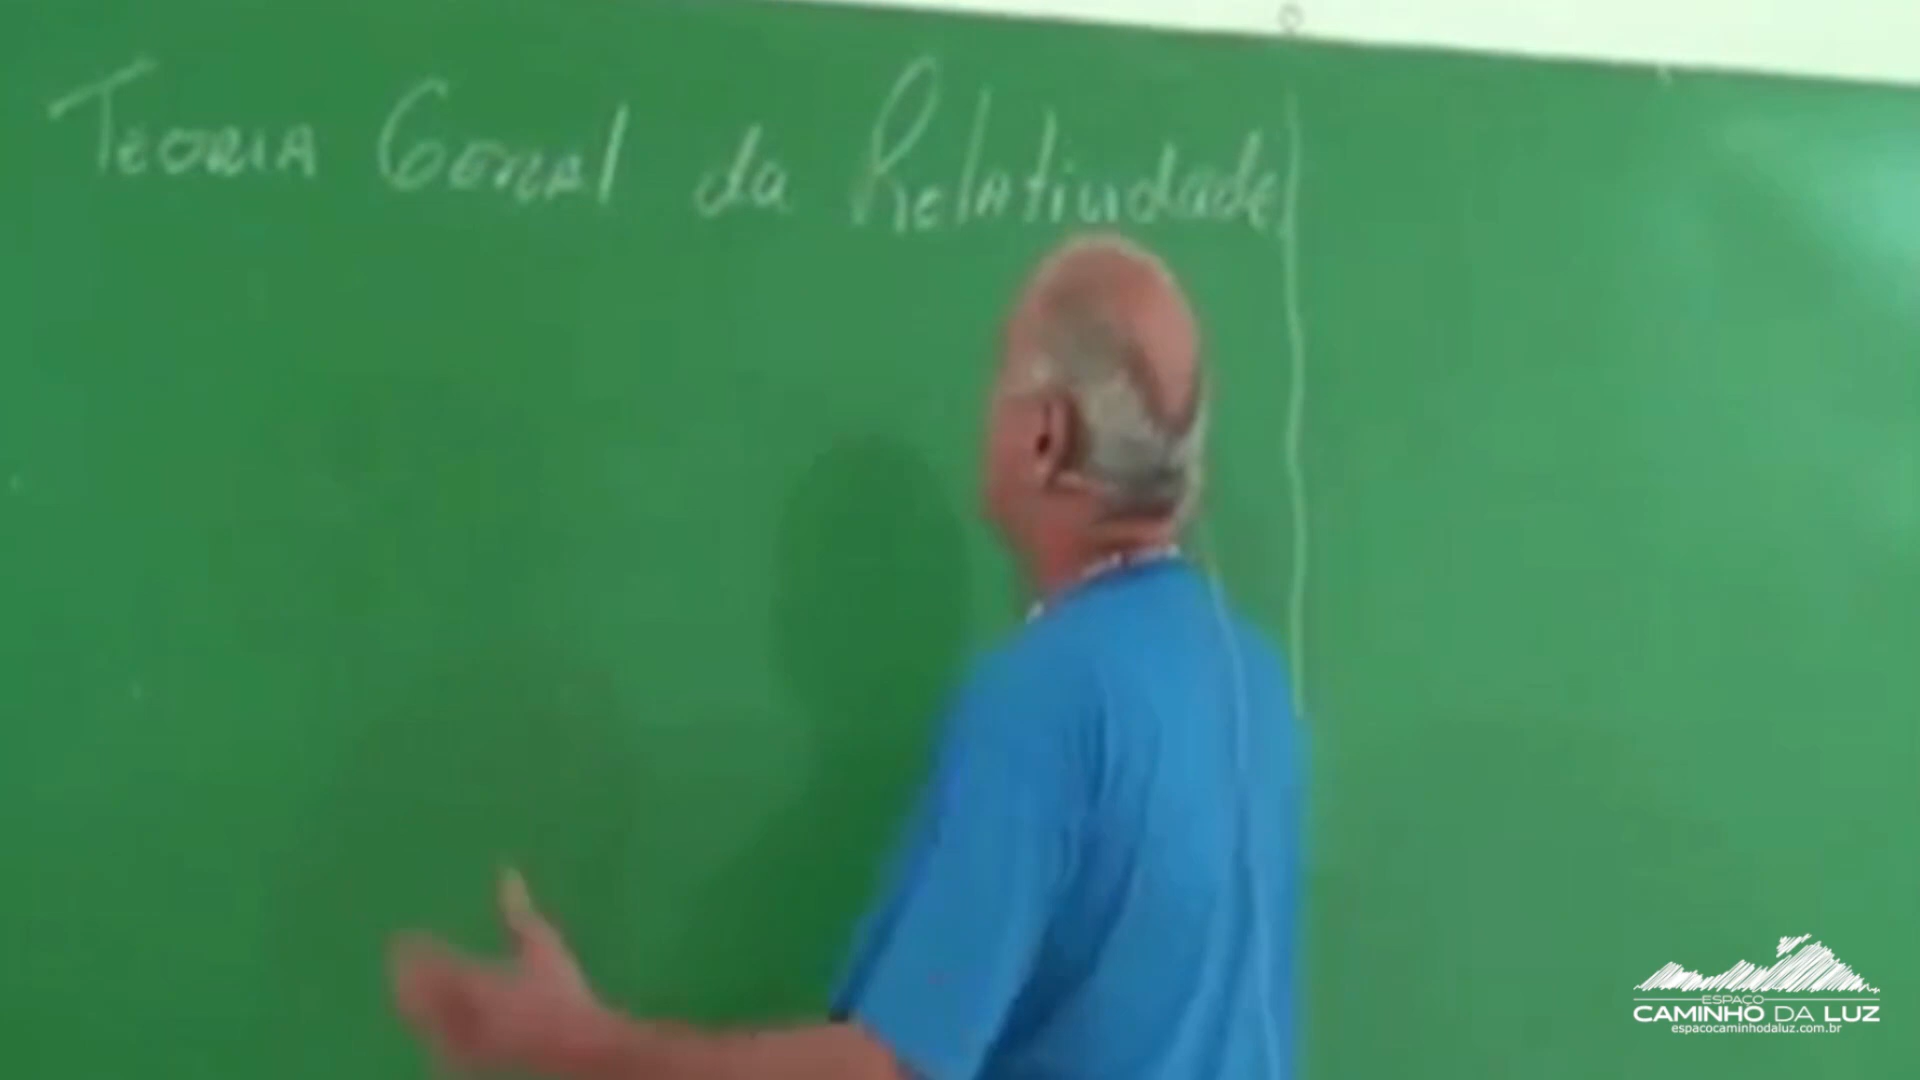 Teoria Geral da Relatividade
ESPAÇO
CAMINHO DA LUZ
espacocaminhodaluz.com.br